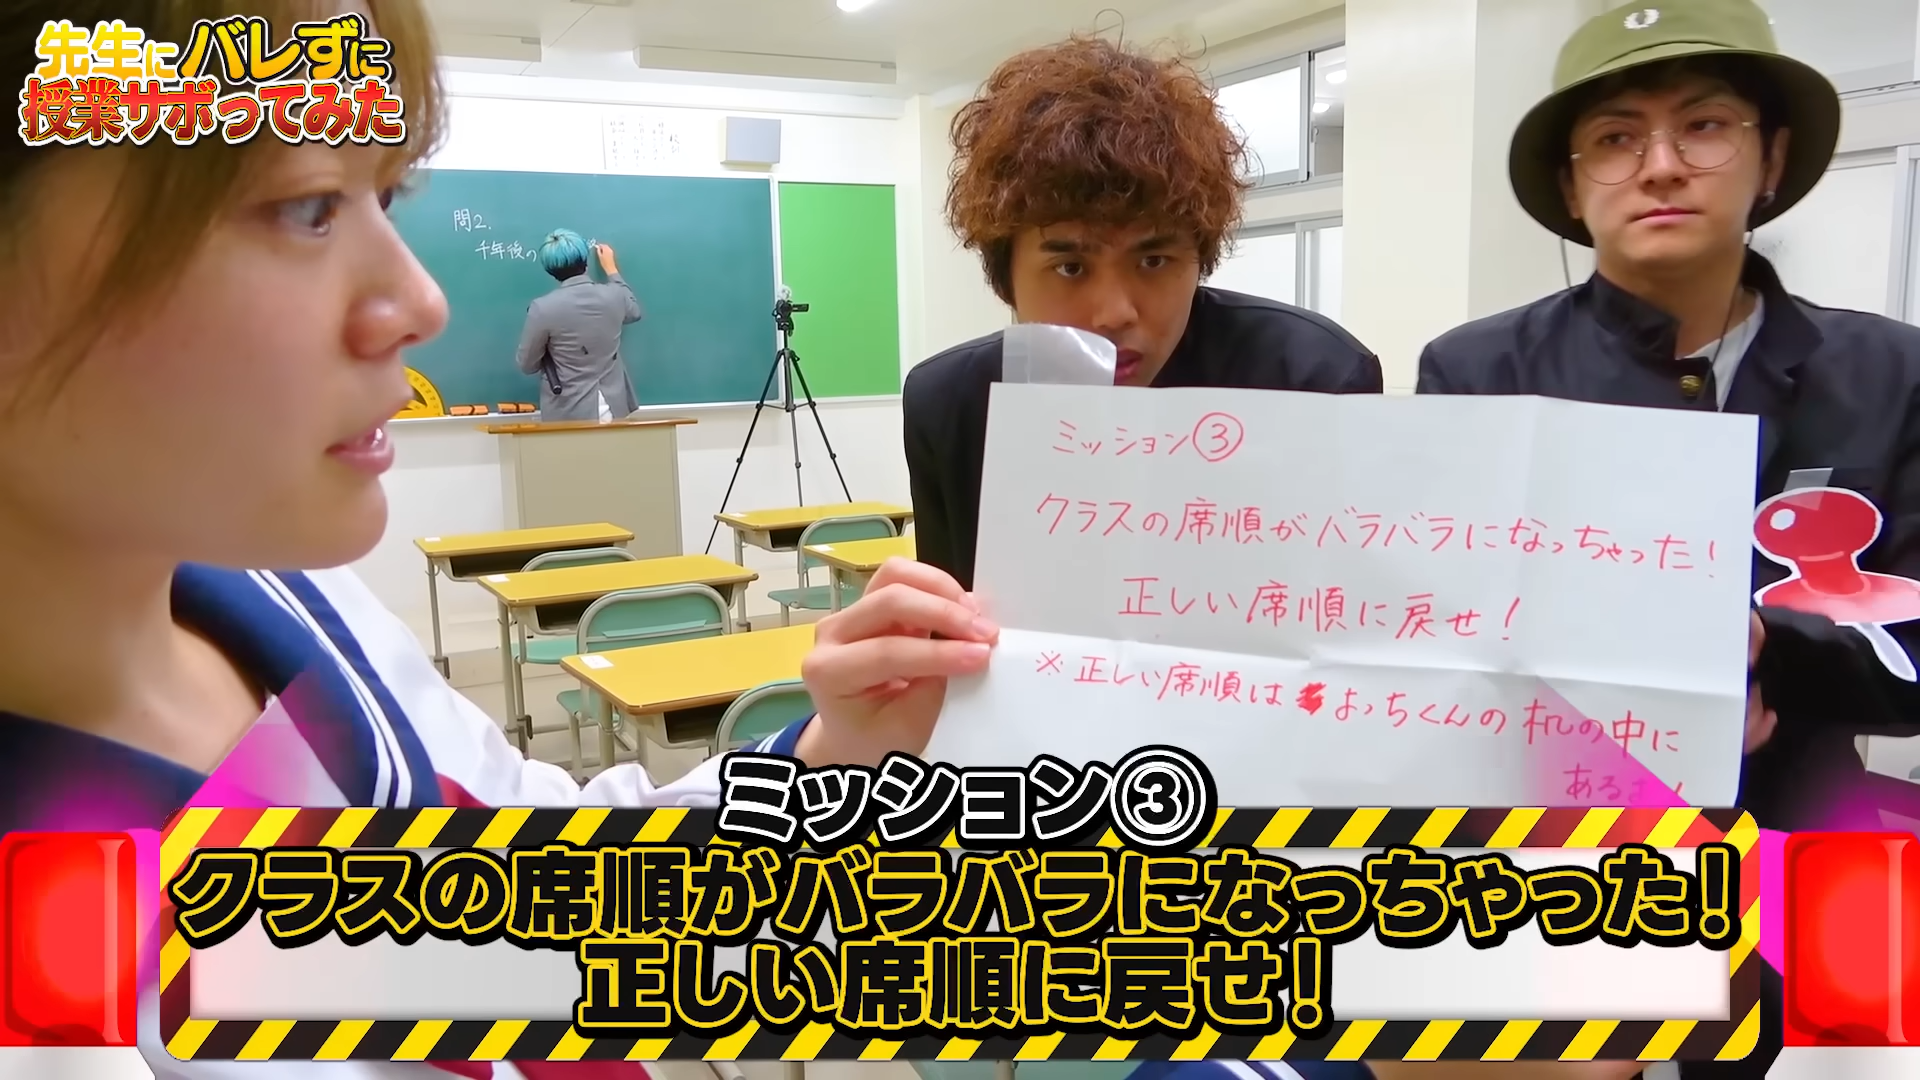 先生にバレずに
授業サボってみた
問2.
千年後の
ミッション③
クラスの席順がバラバラになっちゃった!
正しい席順に戻せ!
※正しい席順はよっちくんの机の中に
あるよ!
ミッション③
クラスの席順がバラバラになっちゃった!
正しい席順に戻せ!